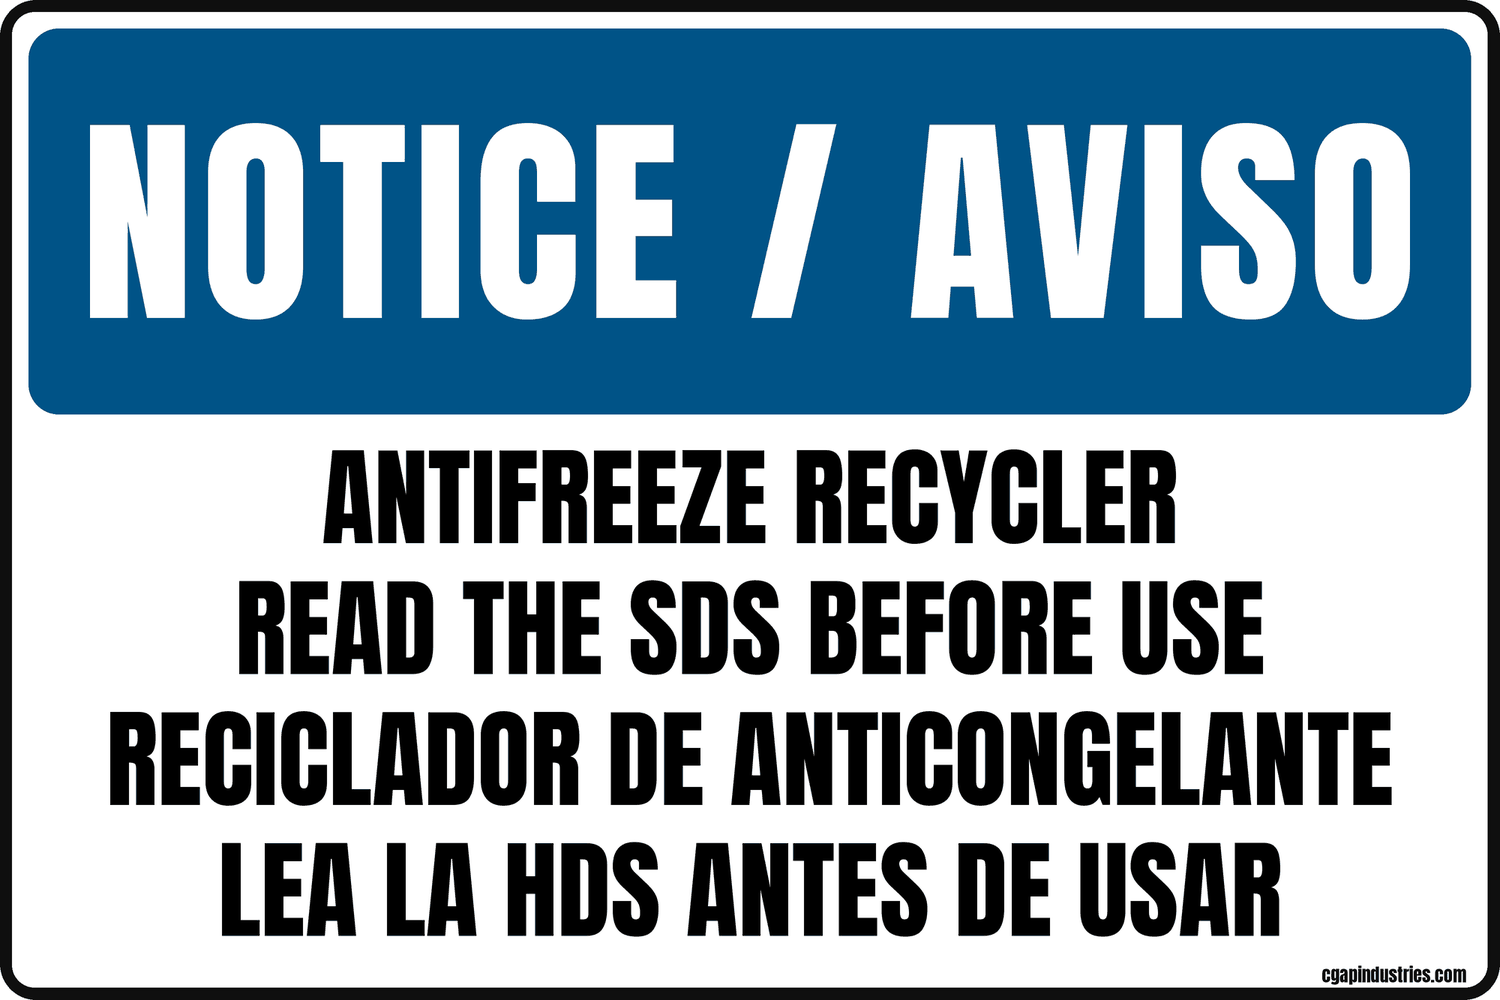 NOTICE / AVISO
ANTIFREEZE RECYCLER
READ THE SDS BEFORE USE
RECICLADOR DE ANTICONGELANTE
LEA LA HDS ANTES DE USAR
cgapindustries.com